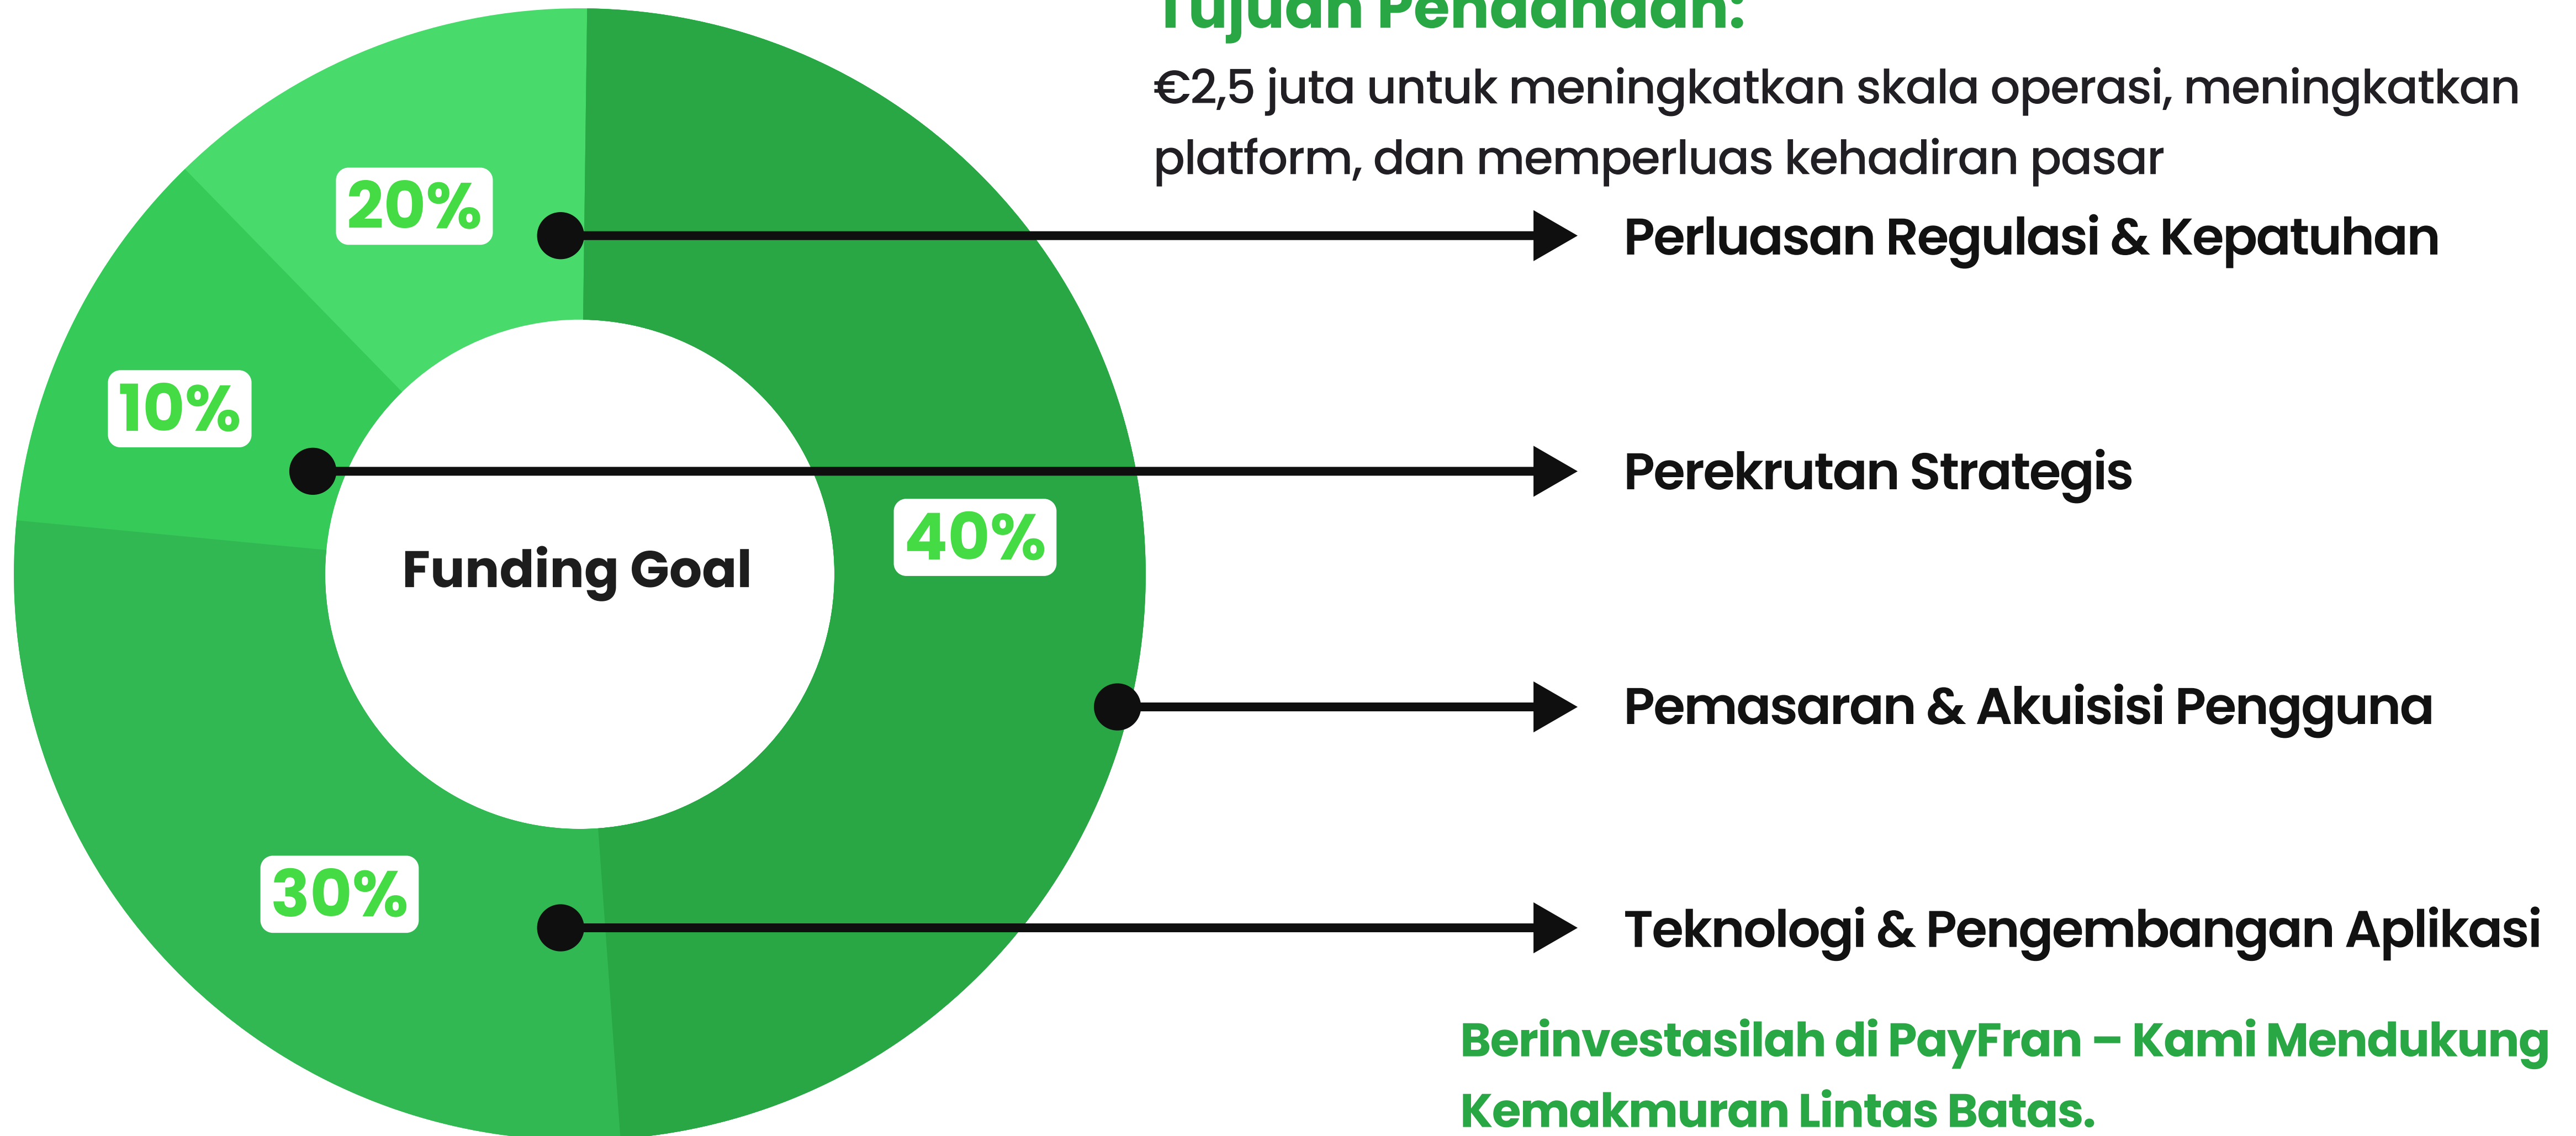 Tujuan Pendanaan:
€2,5 juta untuk meningkatkan skala operasi, meningkatkan
platform, dan memperluas kehadiran pasar
20%
Perluasan Regulasi & Kepatuhan
10%
Perekrutan Strategis
40%
Funding Goal
Pemasaran & Akuisisi Pengguna
30%
Teknologi & Pengembangan Aplikasi
Berinvestasilah di PayFran – Kami Mendukung
Kemakmuran Lintas Batas.